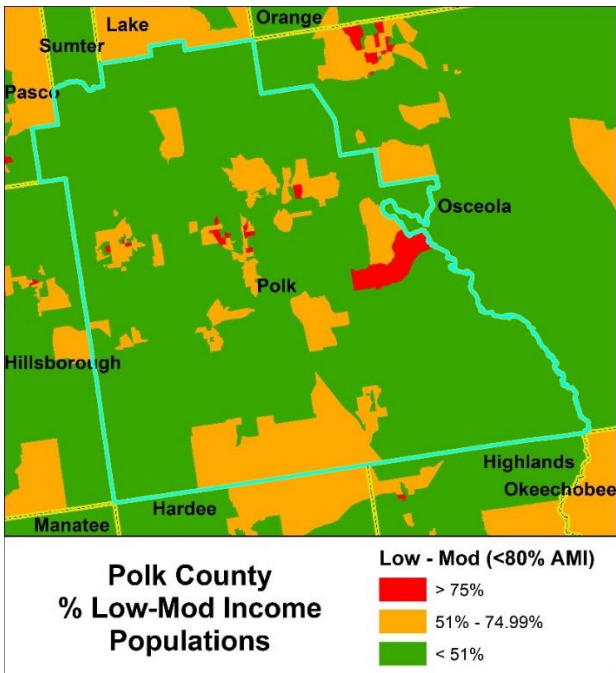 Lake
Orange
Sumter
Pasco
Osceola
Polk
Hillsborough
Highlands
Okeechobee
Hardee
Manatee
Polk County
% Low-Mod Income
Populations
Low - Mod (<80% AMI)
> 75%
51% - 74.99%
< 51%